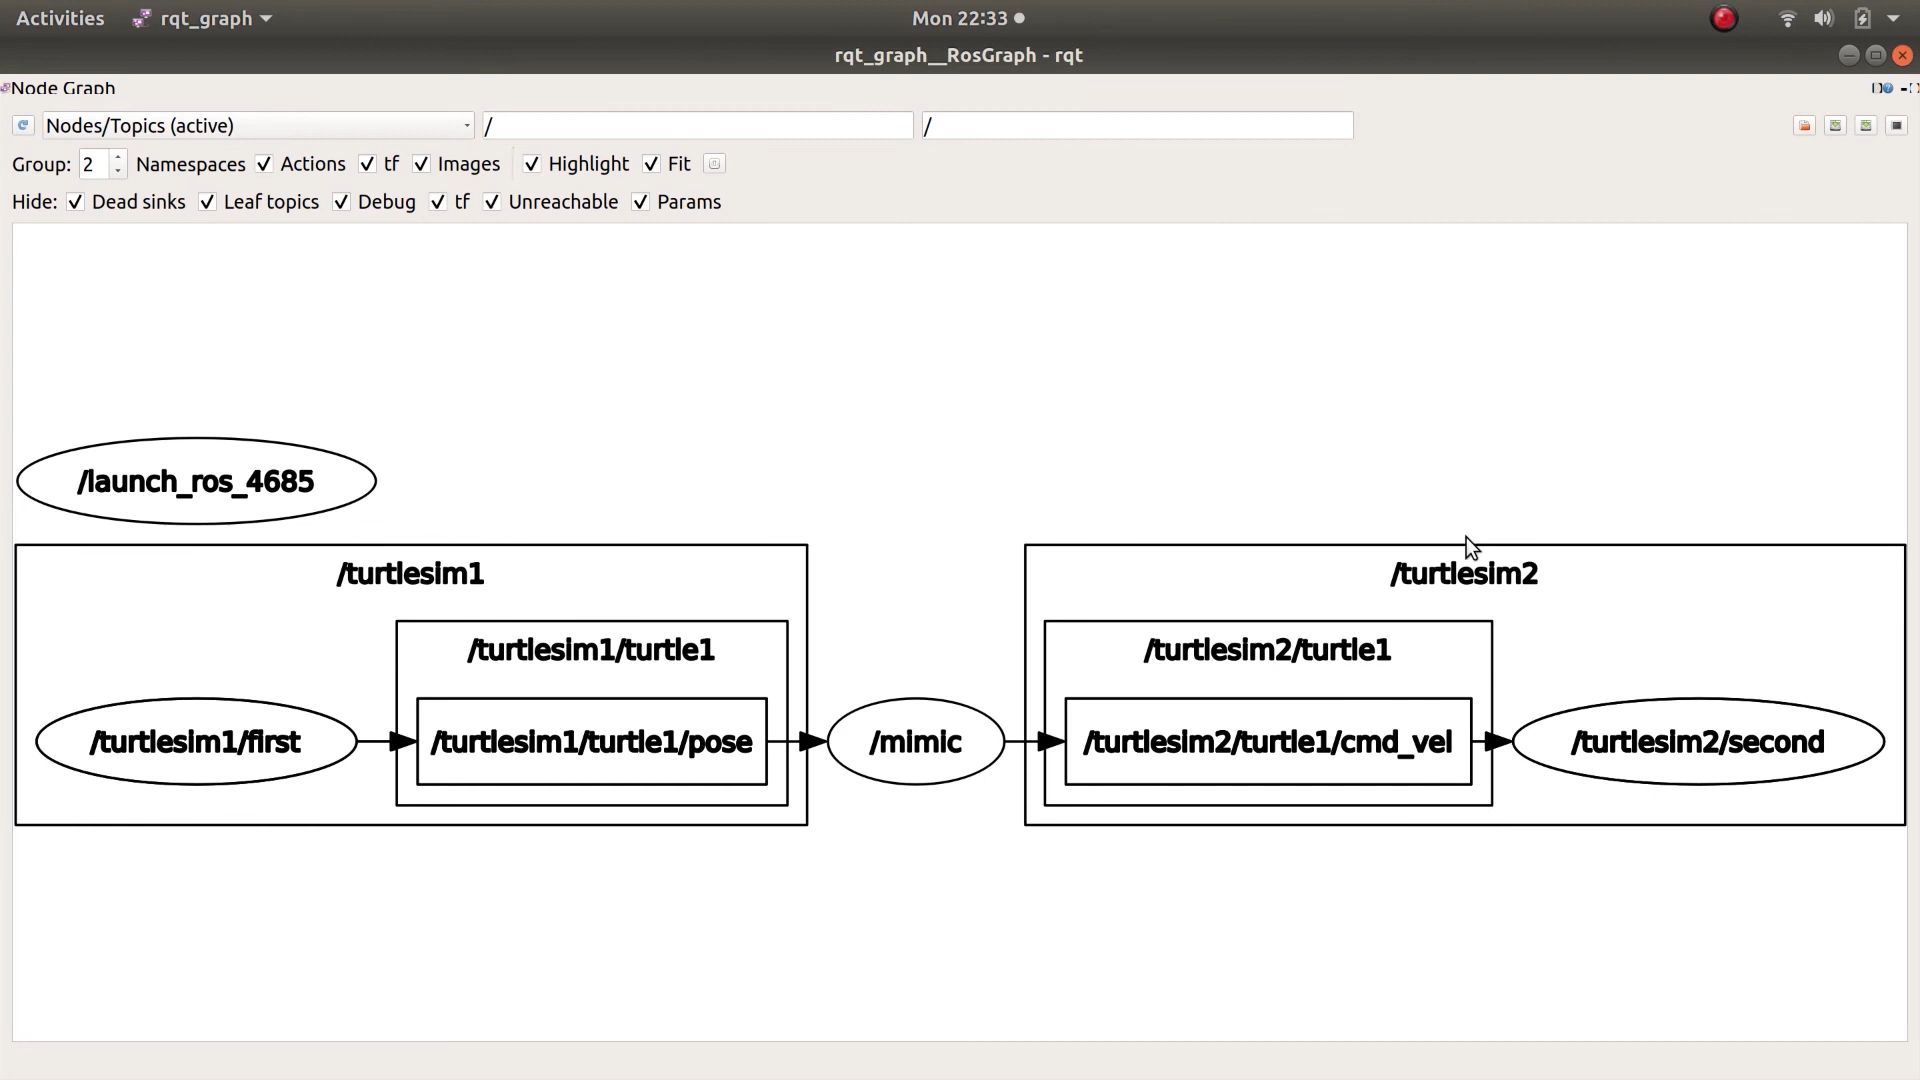 Activities rqt_graph Mon 22:33
rqt_graph__RosGraph - rqt
Node Graph
Nodes/Topics (active) / /
Group: 2 Namespaces Actions tf Images Highlight Fit
Hide: Dead sinks Leaf topics Debug tf Unreachable Params
/launch_ros_4685
/turtlesim1 /turtlesim2
/turtlesim1/turtle1 /turtlesim2/turtle1
/turtlesim1/first /turtlesim1/turtle1/pose /mimic /turtlesim2/turtle1/cmd_vel /turtlesim2/second